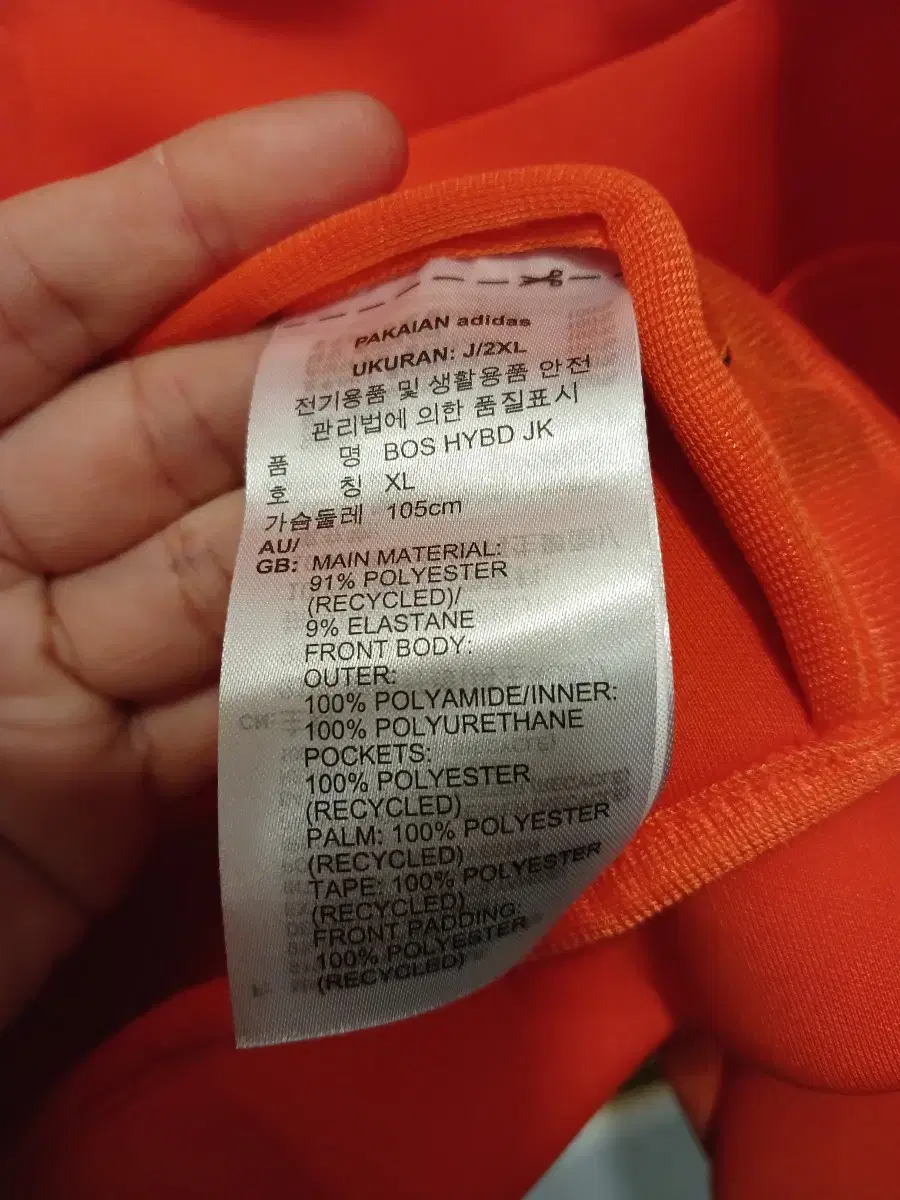 PAKAIAN adidas
UKURAN: J/2XL
전기용품 및 생활용품 안전
관리법에 의한 품질표시
품 명 BOS HYBD JK
호 칭 XL
가슴둘레 105cm
AU/
GB: MAIN MATERIAL:
91% POLYESTER
(RECYCLED)/
9% ELASTANE
FRONT BODY:
OUTER:
100% POLYAMIDE/INNER:
100% POLYURETHANE
POCKETS:
100% POLYESTER
(RECYCLED)
PALM: 100% POLYESTER
(RECYCLED)
TAPE: 100% POLYESTER
(RECYCLED)
FRONT PADDING:
100% POLYESTER
(RECYCLED)